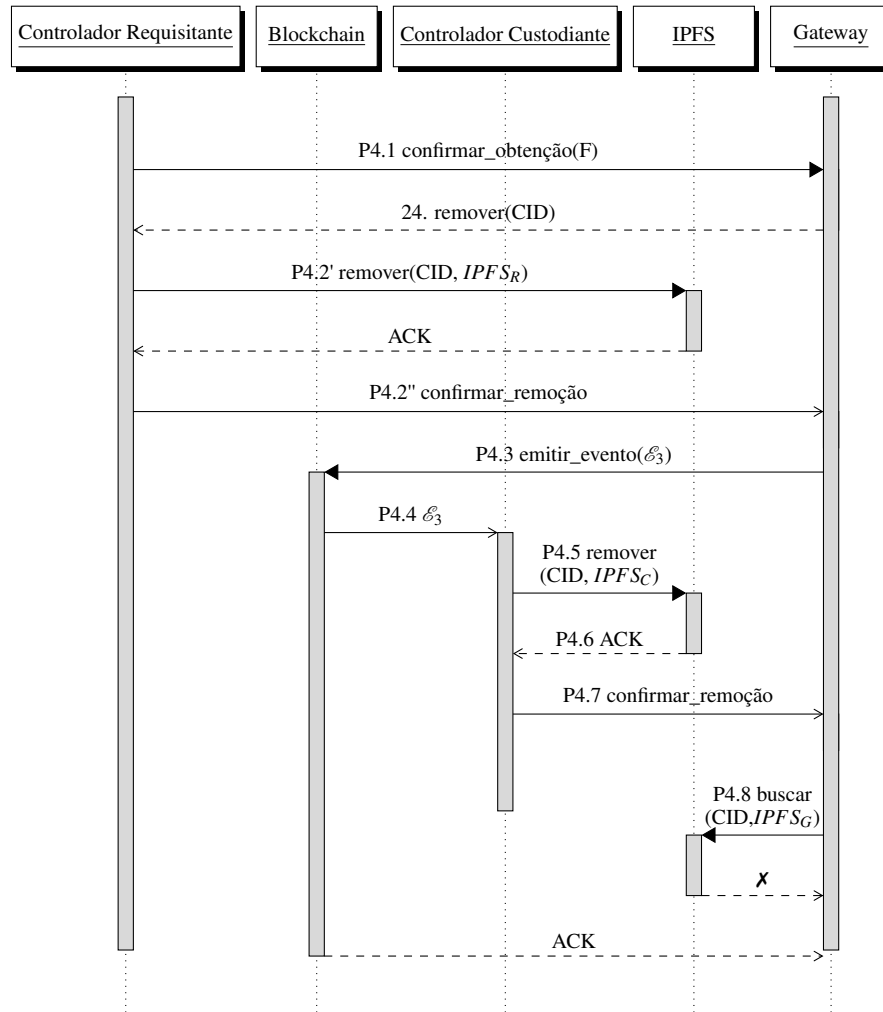 Controlador Requisitante
Blockchain
Controlador Custodiante
IPFS
Gateway
P4.1 confirmar_obtenção(F)
24. remover(CID)
P4.2' remover(CID, IPFS_R)
ACK
P4.2'' confirmar_remoção
P4.3 emitir_evento(ℰ₃)
P4.4 ℰ₃
P4.5 remover
(CID, IPFS_C)
P4.6 ACK
P4.7 confirmar_remoção
P4.8 buscar
(CID,IPFS_G)
✗
ACK